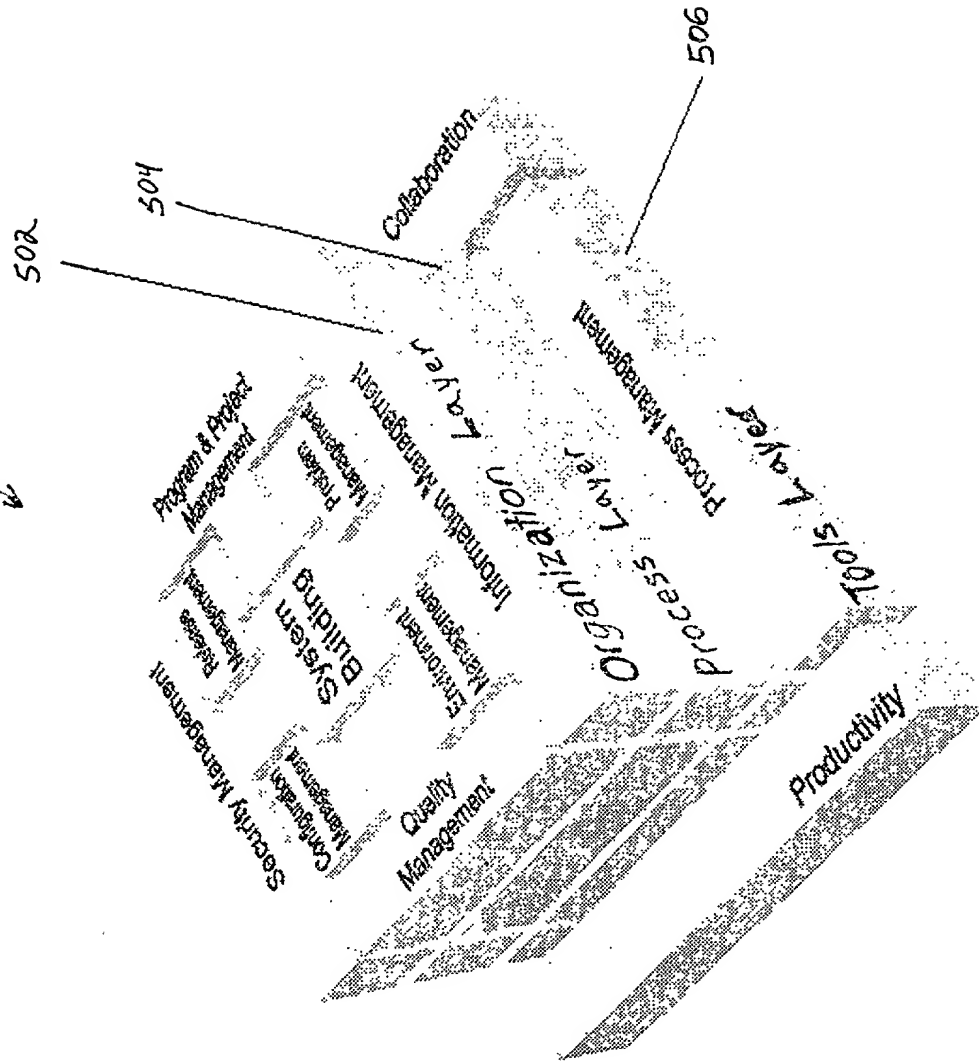 502
504
506
Program & Project
Management
Collaboration
Security Management
Release
Management
Problem
Management
System
Building
Configuration
Management
Environment
Management
Information Management
Quality
Management
Organization Layer
Process Layer
Process Management
Tools Layer
Productivity